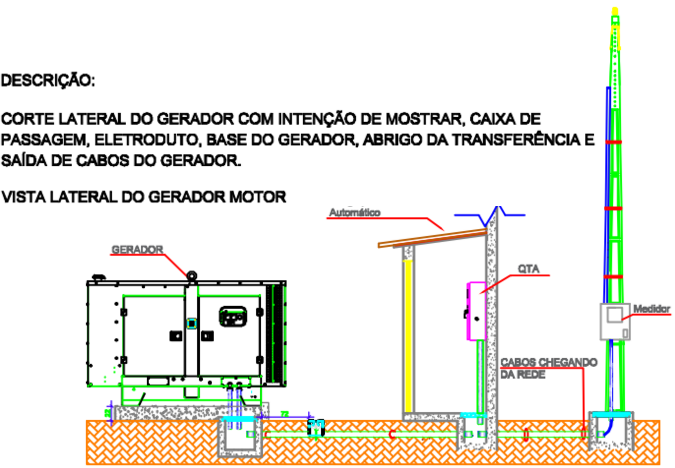 DESCRIÇÃO:
CORTE LATERAL DO GERADOR COM INTENÇÃO DE MOSTRAR, CAIXA DE
PASSAGEM, ELETRODUTO, BASE DO GERADOR, ABRIGO DA TRANSFERÊNCIA E
SAÍDA DE CABOS DO GERADOR.
VISTA LATERAL DO GERADOR MOTOR
Automático
GERADOR
QTA
Medidor
CABOS CHEGANDO
DA REDE